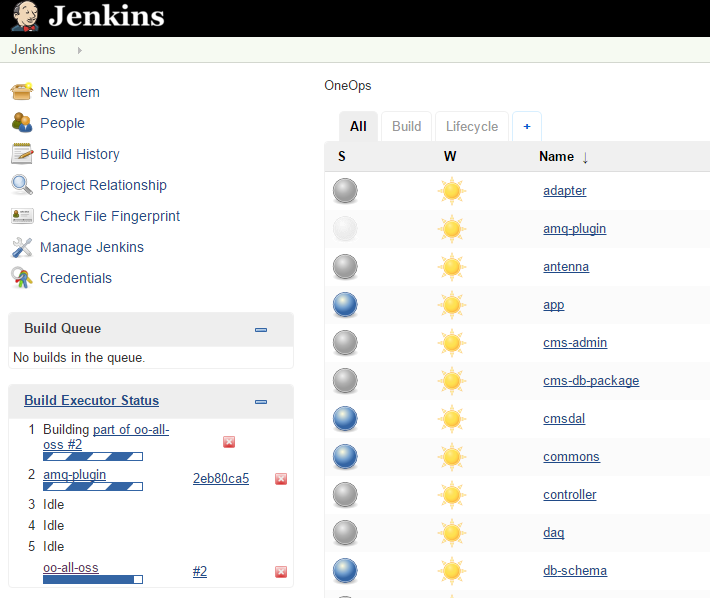 Jenkins
Jenkins
New Item
People
Build History
Project Relationship
Check File Fingerprint
Manage Jenkins
Credentials
Build Queue
No builds in the queue.
Build Executor Status
1 Building part of oo-all-
oss #2
2 amq-plugin 2eb80ca5
3 Idle
4 Idle
5 Idle
oo-all-oss #2
OneOps
All Build Lifecycle +
S W Name ↓
adapter
amq-plugin
antenna
app
cms-admin
cms-db-package
cmsdal
commons
controller
daq
db-schema